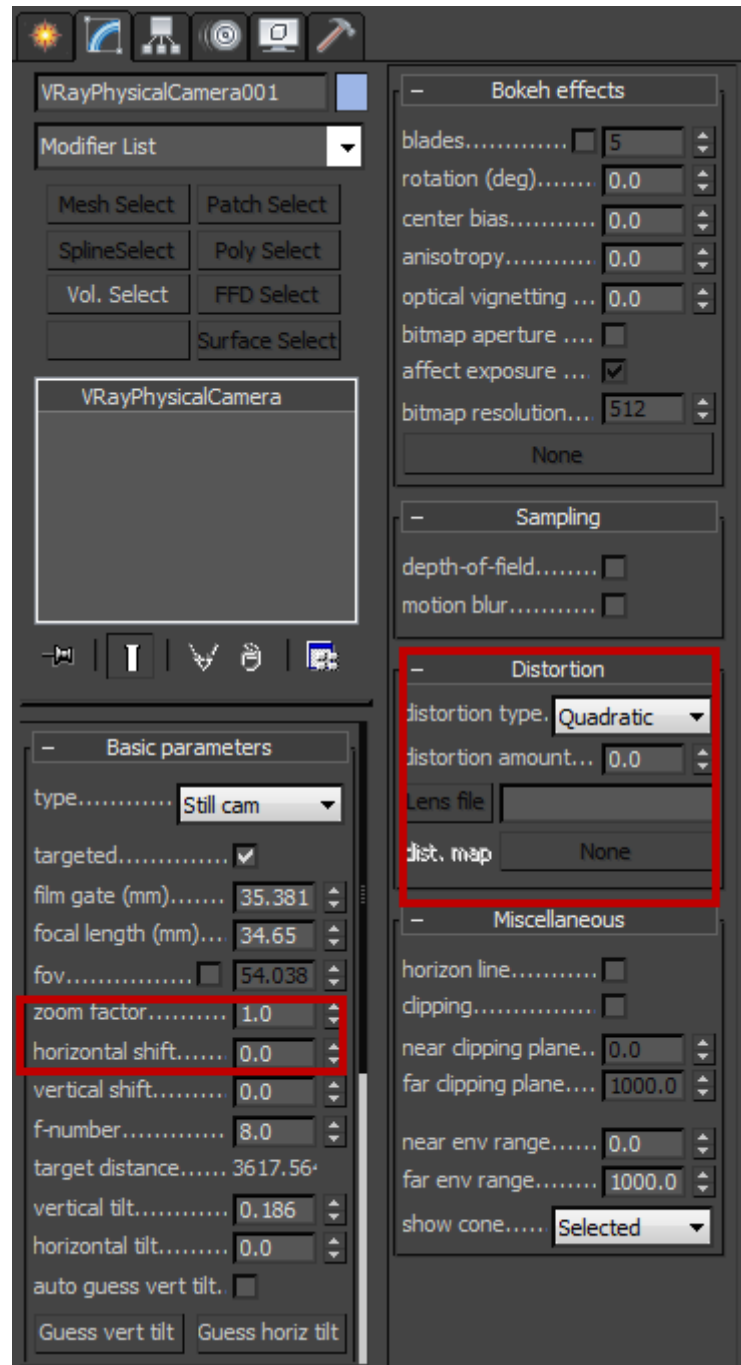 VRayPhysicalCamera001
Modifier List
Mesh Select Patch Select
SplineSelect Poly Select
Vol. Select FFD Select
Surface Select
VRayPhysicalCamera
– Basic parameters
type............ Still cam
targeted..............
film gate (mm)....... 35.381
focal length (mm).... 34.65
fov................ 54.038
zoom factor.......... 1.0
horizontal shift...... 0.0
vertical shift......... 0.0
f-number............. 8.0
target distance...... 3617.56
vertical tilt............ 0.186
horizontal tilt......... 0.0
auto guess vert tilt.
Guess vert tilt Guess horiz tilt
– Bokeh effects
blades............. 5
rotation (deg)....... 0.0
center bias........... 0.0
anisotropy............ 0.0
optical vignetting ... 0.0
bitmap aperture ....
affect exposure ....
bitmap resolution.... 512
None
– Sampling
depth-of-field........
motion blur...........
– Distortion
distortion type. Quadratic
distortion amount... 0.0
Lens file
dist. map None
– Miscellaneous
horizon line...........
clipping...............
near clipping plane.. 0.0
far clipping plane.... 1000.0
near env range...... 0.0
far env range........ 1000.0
show cone..... Selected